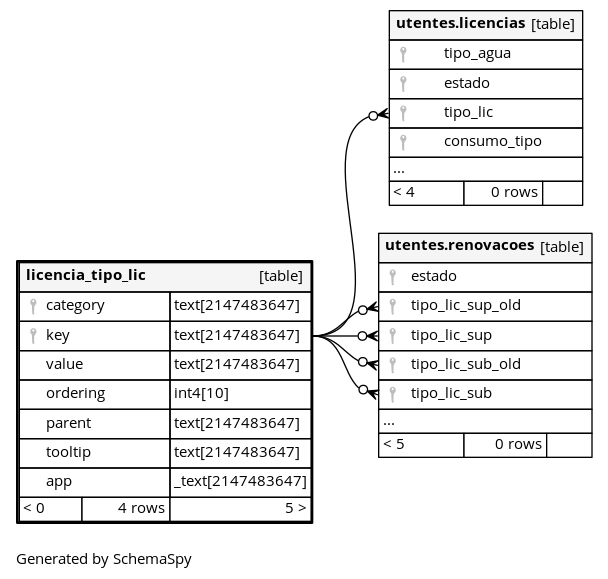 utentes.licencias [table]
tipo_agua
estado
tipo_lic
consumo_tipo
...
< 4 0 rows
utentes.renovacoes [table]
estado
tipo_lic_sup_old
tipo_lic_sup
tipo_lic_sub_old
tipo_lic_sub
...
< 5 0 rows
licencia_tipo_lic [table]
category text[2147483647]
key text[2147483647]
value text[2147483647]
ordering int4[10]
parent text[2147483647]
tooltip text[2147483647]
app _text[2147483647]
< 0 4 rows 5 >
Generated by SchemaSpy